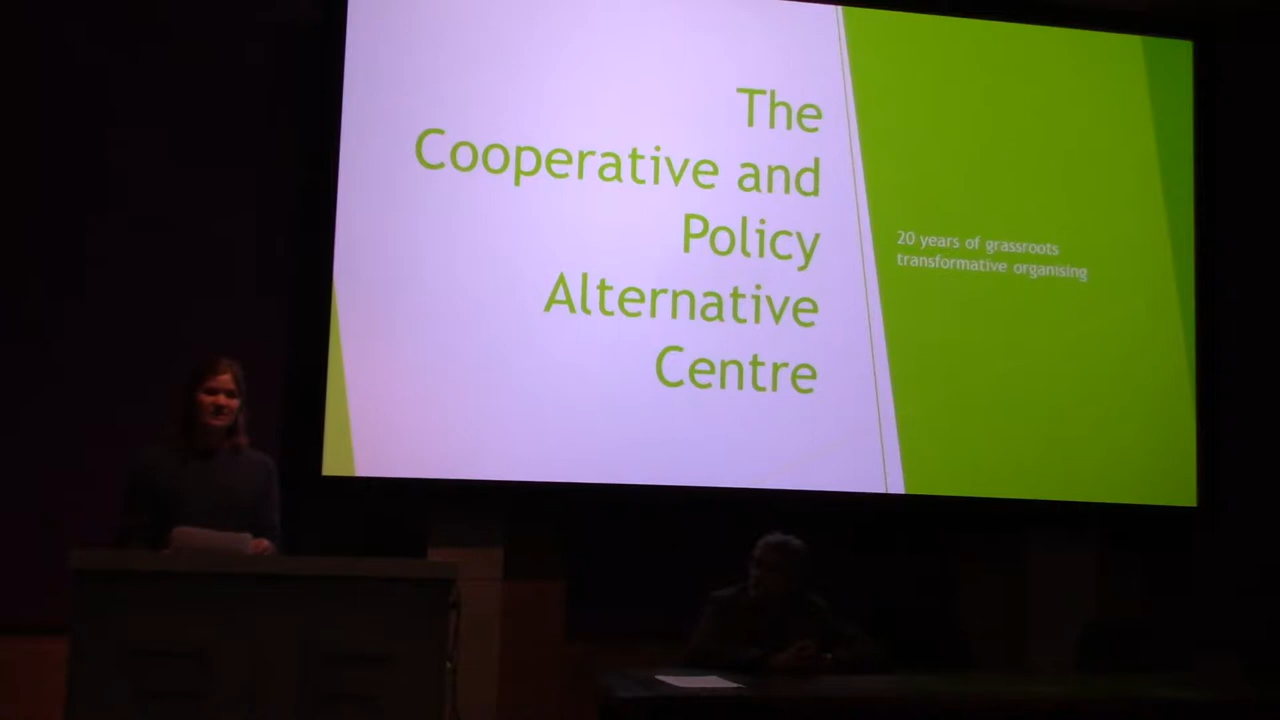 The
Cooperative and
Policy
Alternative
Centre
20 years of grassroots
transformative organising